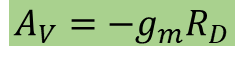 A_V = −g_m R_D